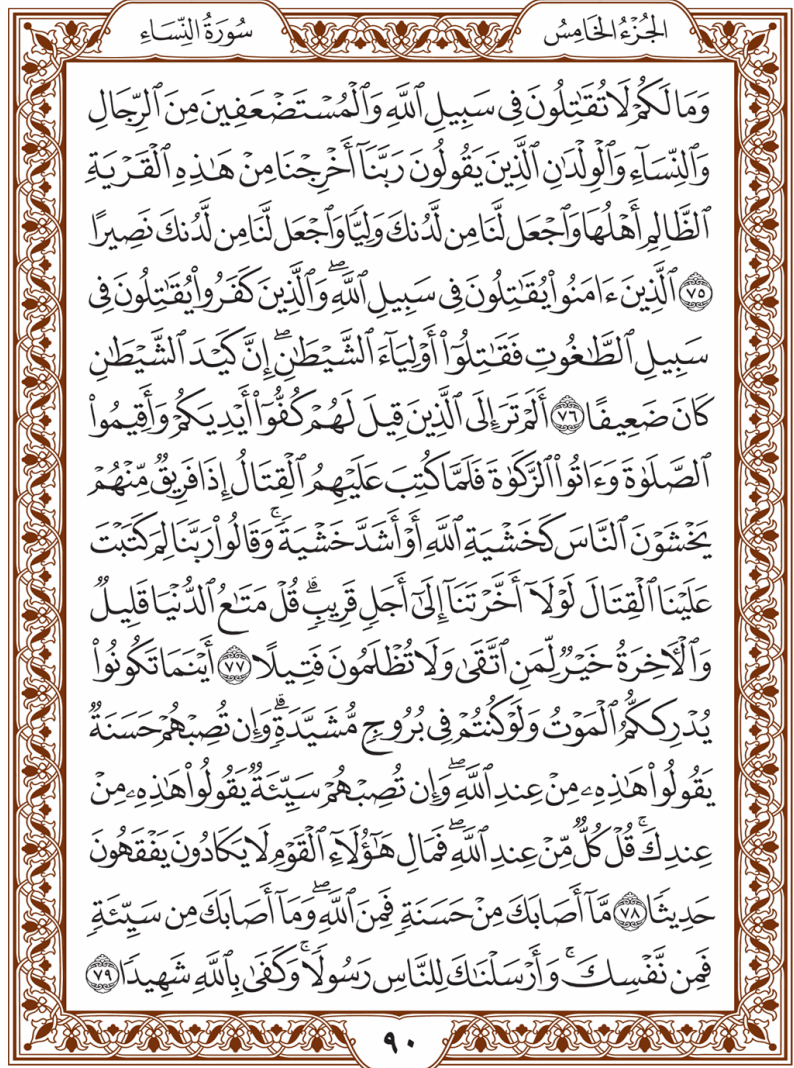 الجُزْءُ الخَامِسُ
سُورَةُ النِّسَاءِ
وَمَا لَكُمْ لَا تُقَٰتِلُونَ فِى سَبِيلِ ٱللَّهِ وَٱلْمُسْتَضْعَفِينَ مِنَ ٱلرِّجَالِ
وَٱلنِّسَآءِ وَٱلْوِلْدَٰنِ ٱلَّذِينَ يَقُولُونَ رَبَّنَآ أَخْرِجْنَا مِنْ هَٰذِهِ ٱلْقَرْيَةِ
ٱلظَّالِمِ أَهْلُهَا وَٱجْعَل لَّنَا مِن لَّدُنكَ وَلِيًّا وَٱجْعَل لَّنَا مِن لَّدُنكَ نَصِيرًا
٧٥ ٱلَّذِينَ ءَامَنُوا۟ يُقَٰتِلُونَ فِى سَبِيلِ ٱللَّهِ ۖ وَٱلَّذِينَ كَفَرُوا۟ يُقَٰتِلُونَ فِى
سَبِيلِ ٱلطَّٰغُوتِ فَقَٰتِلُوٓا۟ أَوْلِيَآءَ ٱلشَّيْطَٰنِ ۖ إِنَّ كَيْدَ ٱلشَّيْطَٰنِ
كَانَ ضَعِيفًا ٧٦ أَلَمْ تَرَ إِلَى ٱلَّذِينَ قِيلَ لَهُمْ كُفُّوٓا۟ أَيْدِيَكُمْ وَأَقِيمُوا۟
ٱلصَّلَوٰةَ وَءَاتُوا۟ ٱلزَّكَوٰةَ فَلَمَّا كُتِبَ عَلَيْهِمُ ٱلْقِتَالُ إِذَا فَرِيقٌ مِّنْهُمْ
يَخْشَوْنَ ٱلنَّاسَ كَخَشْيَةِ ٱللَّهِ أَوْ أَشَدَّ خَشْيَةً ۚ وَقَالُوا۟ رَبَّنَا لِمَ كَتَبْتَ
عَلَيْنَا ٱلْقِتَالَ لَوْلَآ أَخَّرْتَنَآ إِلَىٰٓ أَجَلٍ قَرِيبٍ ۗ قُلْ مَتَٰعُ ٱلدُّنْيَا قَلِيلٌ
وَٱلْءَاخِرَةُ خَيْرٌ لِّمَنِ ٱتَّقَىٰ وَلَا تُظْلَمُونَ فَتِيلًا ٧٧ أَيْنَمَا تَكُونُوا۟
يُدْرِككُّمُ ٱلْمَوْتُ وَلَوْ كُنتُمْ فِى بُرُوجٍ مُّشَيَّدَةٍ ۗ وَإِن تُصِبْهُمْ حَسَنَةٌ
يَقُولُوا۟ هَٰذِهِۦ مِنْ عِندِ ٱللَّهِ ۖ وَإِن تُصِبْهُمْ سَيِّئَةٌ يَقُولُوا۟ هَٰذِهِۦ مِنْ
عِندِكَ ۚ قُلْ كُلٌّ مِّنْ عِندِ ٱللَّهِ ۖ فَمَالِ هَٰٓؤُلَآءِ ٱلْقَوْمِ لَا يَكَادُونَ يَفْقَهُونَ
حَدِيثًا ٧٨ مَّآ أَصَابَكَ مِنْ حَسَنَةٍ فَمِنَ ٱللَّهِ ۖ وَمَآ أَصَابَكَ مِن سَيِّئَةٍ
فَمِن نَّفْسِكَ ۚ وَأَرْسَلْنَٰكَ لِلنَّاسِ رَسُولًا ۚ وَكَفَىٰ بِٱللَّهِ شَهِيدًا ٧٩
٩٠